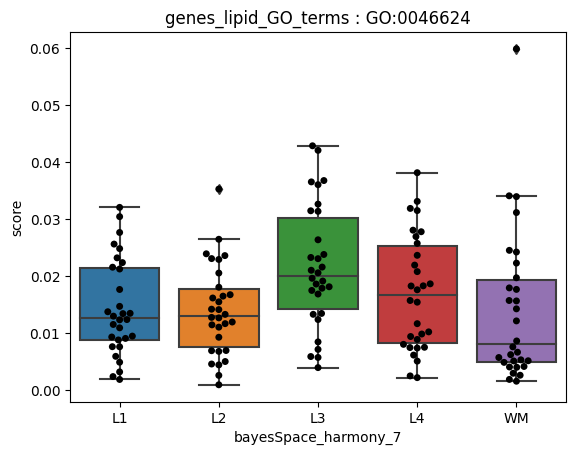 genes_lipid_GO_terms : GO:0046624
0.06
0.05
0.04
0.03
0.02
0.01
0.00
score
L1 L2 L3 L4 WM
bayesSpace_harmony_7